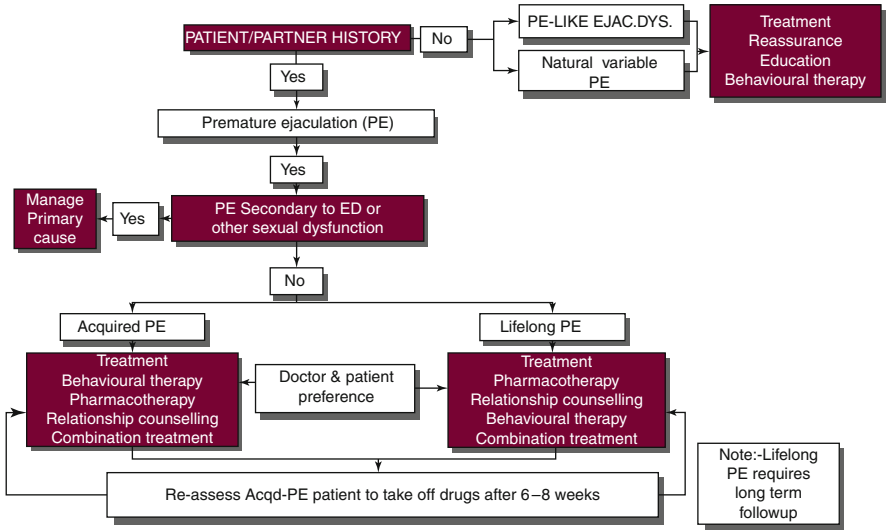 PATIENT/PARTNER HISTORY
No
PE-LIKE EJAC.DYS.
Natural variable
PE
Treatment
Reassurance
Education
Behavioural therapy
Yes
Premature ejaculation (PE)
Yes
Manage
Primary
cause
Yes
PE Secondary to ED or
other sexual dysfunction
No
Acquired PE
Lifelong PE
Treatment
Behavioural therapy
Pharmacotherapy
Relationship counselling
Combination treatment
Doctor & patient
preference
Treatment
Pharmacotherapy
Relationship counselling
Behavioural therapy
Combination treatment
Re-assess Acqd-PE patient to take off drugs after 6–8 weeks
Note:-Lifelong
PE requires
long term
followup